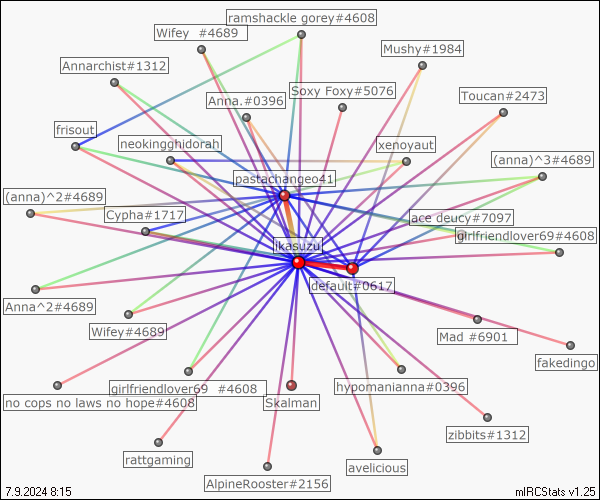 ramshackle gorey#4608
Wifey #4689
Mushy#1984
Annarchist#1312
Soxy Foxy#5076
Toucan#2473
Anna.#0396
frisout
neokingghidorah
xenoyaut
(anna)^3#4689
pastachangeo41
(anna)^2#4689
Cypha#1717
ace deucy#7097
girlfriendlover69#4608
ikasuzu
default#0617
Anna^2#4689
Wifey#4689
Mad #6901
fakedingo
girlfriendlover69 #4608
hypomanianna#0396
no cops no laws no hope#4608
Skalman
zibbits#1312
rattgaming
avelicious
AlpineRooster#2156
7.9.2024 8:15
mIRCStats v1.25